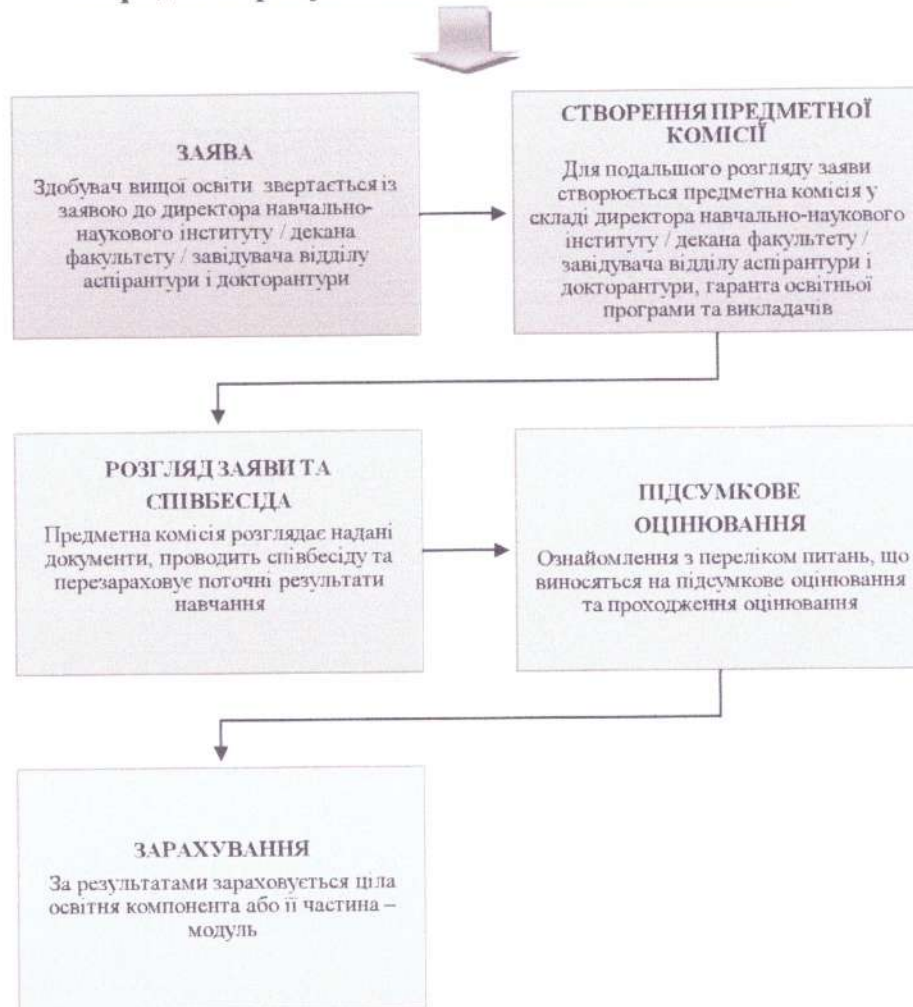 ЗАЯВА
Здобувач вищої освіти звертається із
заявою до директора навчально-
наукового інституту / декана
факультету / завідувача відділу
аспірантури і докторантури
СТВОРЕННЯ ПРЕДМЕТНОЇ
КОМІСІЇ
Для подальшого розгляду заяви
створюється предметна комісія у
складі директора навчально-наукового
інституту / декана факультету /
завідувача відділу аспірантури і
докторантури, гаранта освітньої
програми та викладачів
РОЗГЛЯД ЗАЯВИ ТА
СПІВБЕСІДА
Предметна комісія розглядає надані
документи, проводить співбесіду та
перезараховує поточні результати
навчання
ПІДСУМКОВЕ
ОЦІНЮВАННЯ
Ознайомлення з переліком питань, що
виносяться на підсумкове оцінювання
та проходження оцінювання
ЗАРАХУВАННЯ
За результатами зараховується ціла
освітня компонента або її частина –
модуль